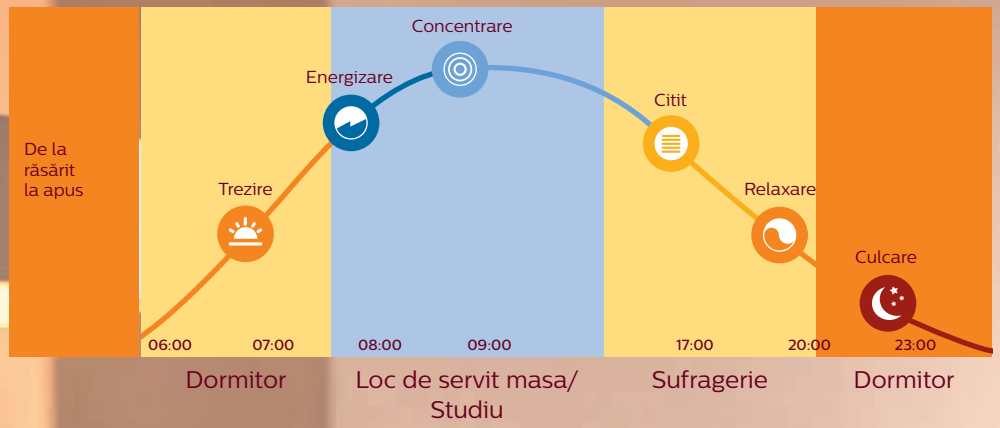 Concentrare
Energizare
Citit
De la
răsărit
la apus
Trezire
Relaxare
Culcare
06:00
07:00
08:00
09:00
17:00
20:00
23:00
Dormitor
Loc de servit masa/
Studiu
Sufragerie
Dormitor